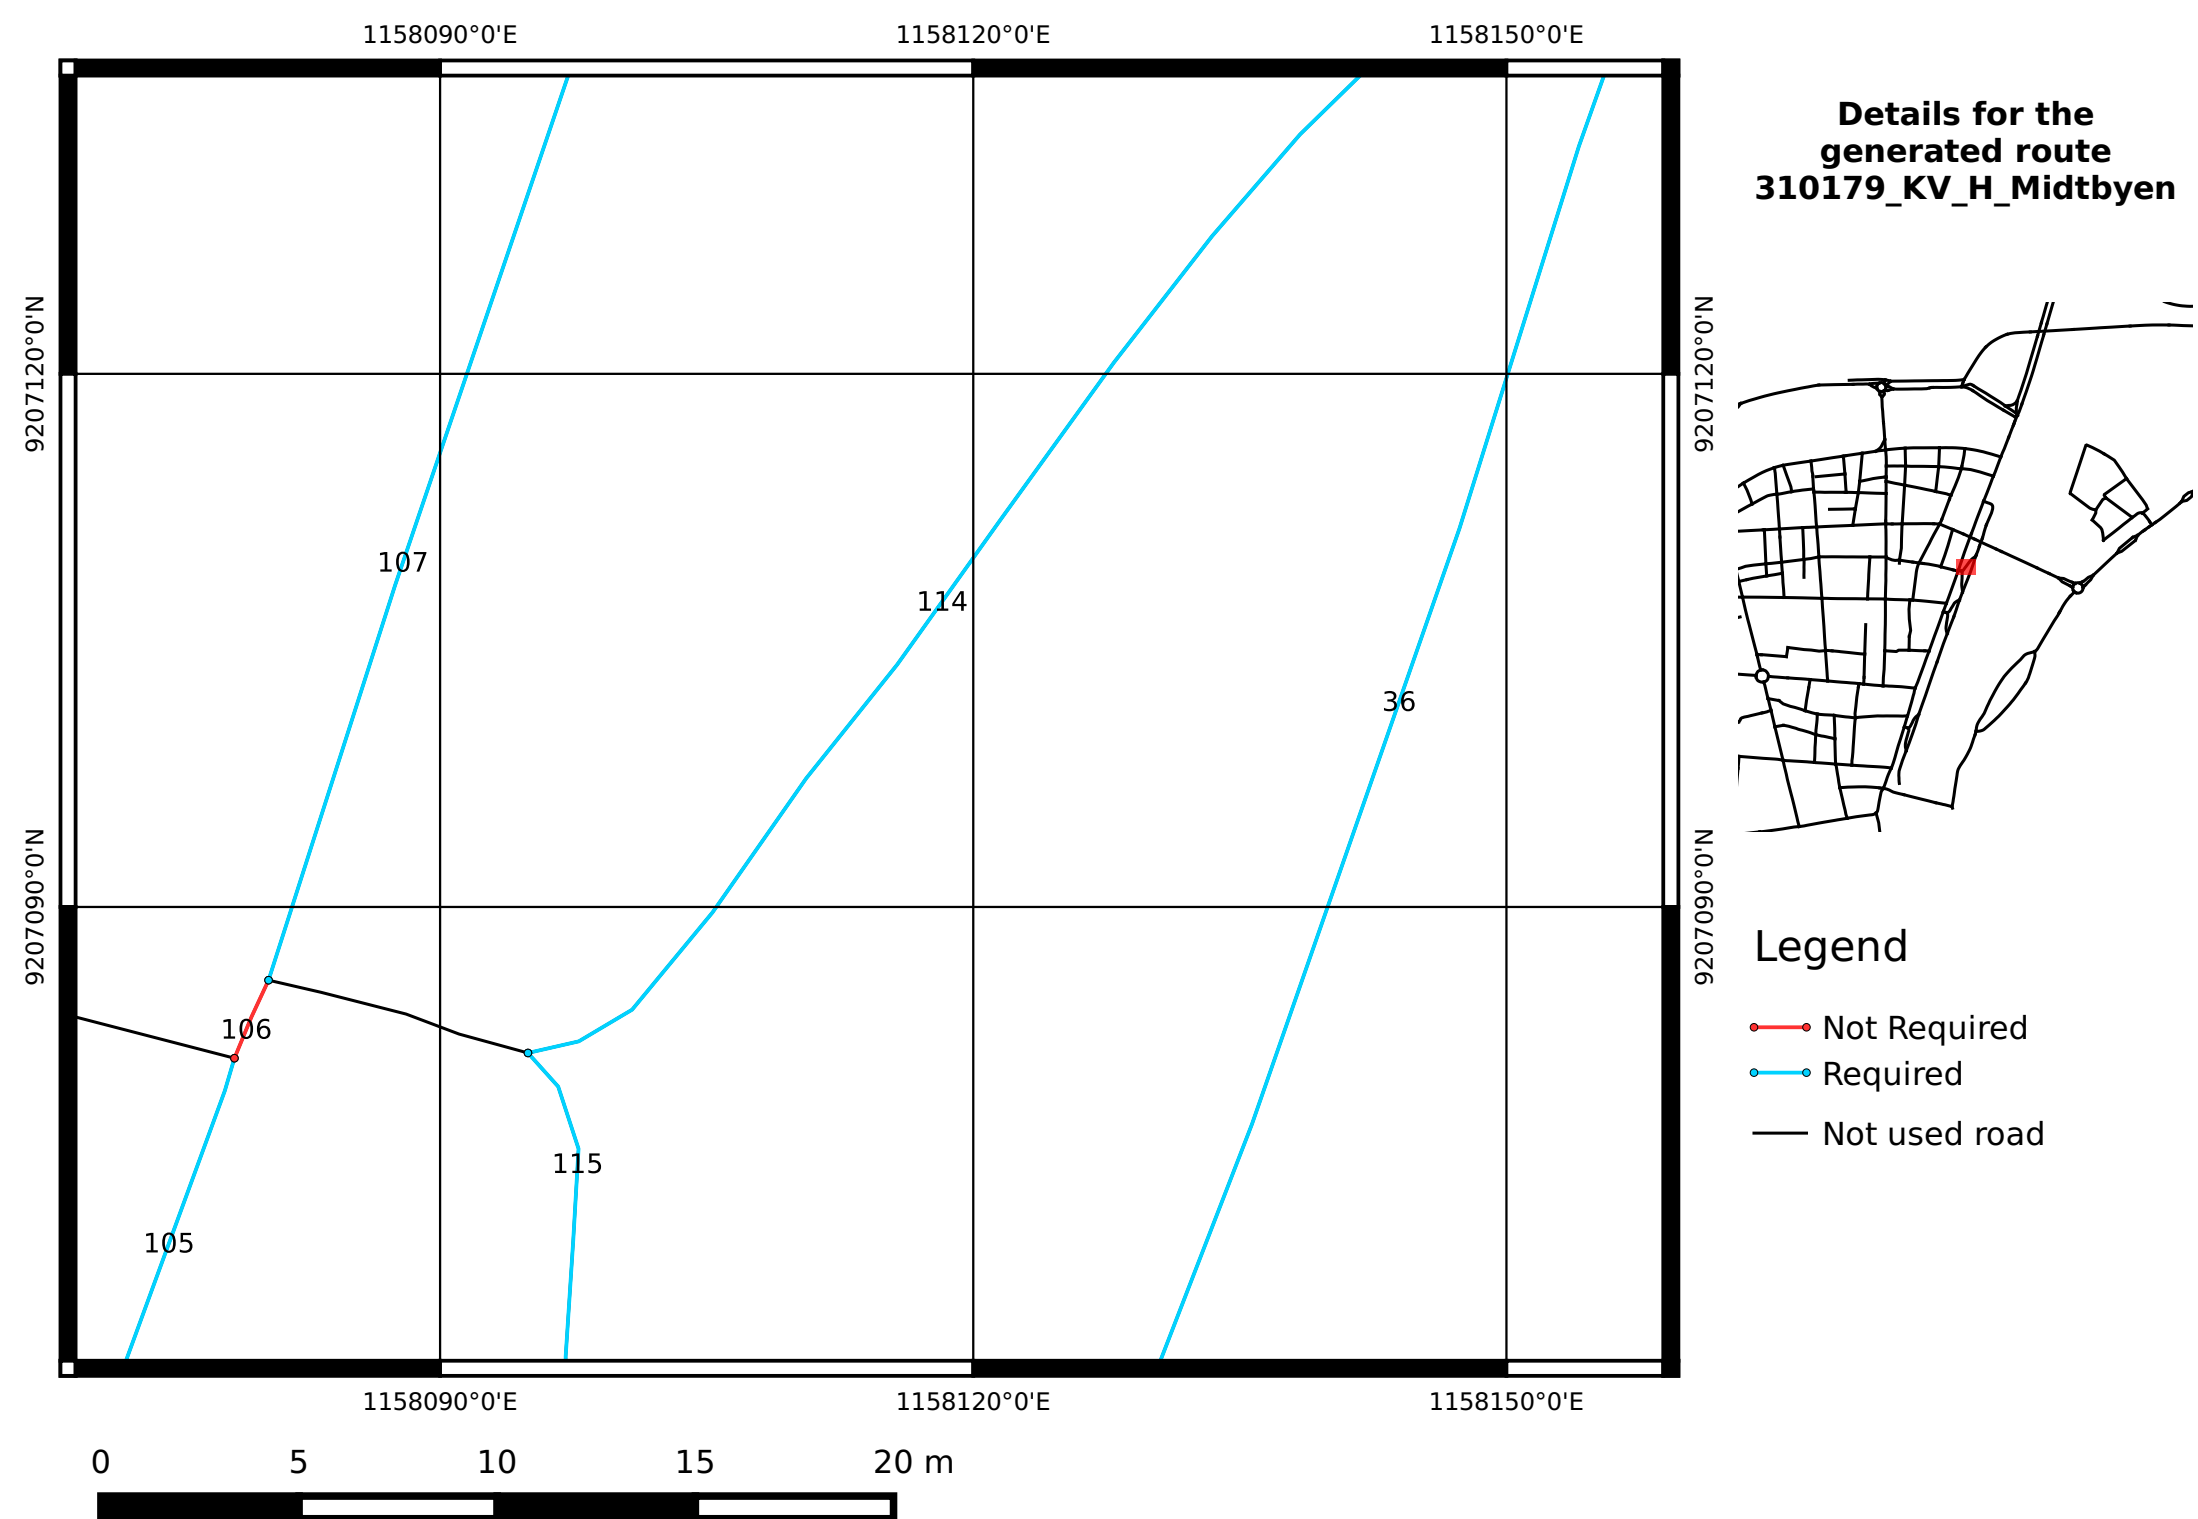 1158090°0'E 1158120°0'E 1158150°0'E
Details for the
generated route
310179_KV_H_Midtbyen
9207120°0'N
9207120°0'N
107
114
36
9207090°0'N
9207090°0'N
106
115
105
Legend
Not Required
Required
Not used road
1158090°0'E 1158120°0'E 1158150°0'E
0 5 10 15 20 m